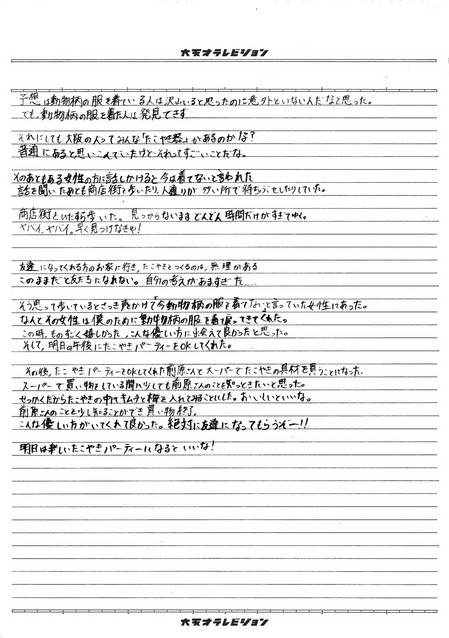 天才テレビジョン
予想は動物柄の服を着ている人は沢山いると思ったのに意外といないんだなと思った。
でも、動物柄の服を着た人は発見できず…
それにしても大阪の人ってみんな「たこやき器」があるのかな？
普通にあると思いこんでいたけどそれってすごいことだな。
そのあともある女性の方に話しかけると今は着てないと言われた
話を聞いたあとも商店街を歩いたり、人通りが多い所で待ちぶせしたりしていた。
商店街をひたすら歩いた。見つからないままどんどん時間だけがすぎてゆく。
ヤバイ、ヤバイ。早く見つけなきゃ！
友達になってくれる方のお家に行き、たこやきをつくるのは、無理がある
このままだと友だちになれない。自分の考えがあますぎた…
そう思って歩いているとさっき声かけて「今動物柄の服を着てない」と言っていた女性にあった。
なんとその女性は僕のために動物柄の服を着て戻ってきてくれた。
この時、ものすごく嬉しかった。こんな優しい方に出会えて良かったと思った。
そして、明日の午後にたこやきパーティーをOKしてくれた。
その後、たこやきパーティーをOKしてくれた前原さんとスーパーでたこやきの具材を買うことになった。
スーパーで買い物をしている間に少しでも前原さんのことを知っときたいと思った。
せっかくだからたこやきの中にキムチと梅を入れてみることにした。おいしいといいな。
前原さんのことも少し知ることができ買い物終了。
こんな優しい方がいてくれて良かった。絶対に友達になってもらうぞー！！
明日は楽しいたこやきパーティーになるといいな！
天才テレビジョン